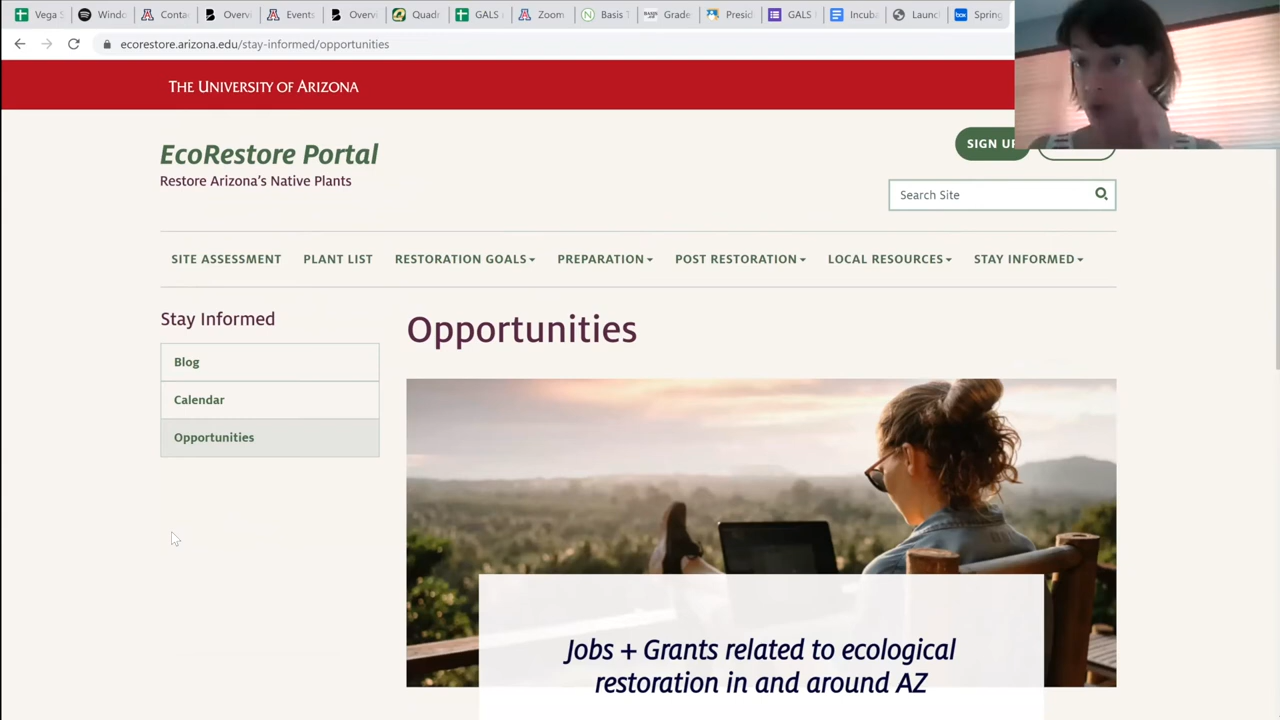 Vega S
Windo
Conta
Overvi
Events
Overvi
Quadr
GALS
Zoom
Basis T
Grade
Presid
GALS
Incuba
Launc
Spring
ecorestore.arizona.edu/stay-informed/opportunities
THE UNIVERSITY OF ARIZONA
EcoRestore Portal
Restore Arizona's Native Plants
SIGN UP
Search Site
SITE ASSESSMENT
PLANT LIST
RESTORATION GOALS
PREPARATION
POST RESTORATION
LOCAL RESOURCES
STAY INFORMED
Stay Informed
Blog
Calendar
Opportunities
Opportunities
Jobs + Grants related to ecological
restoration in and around AZ